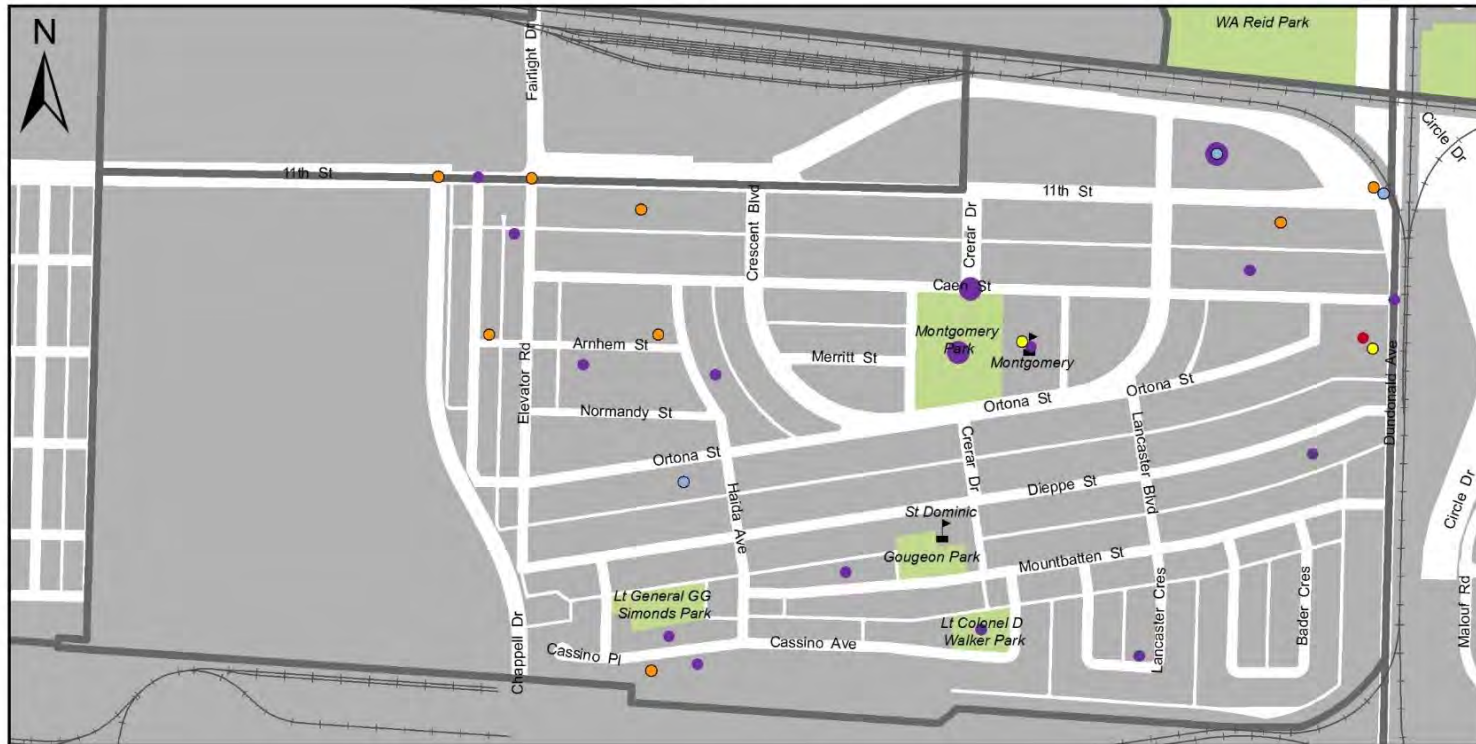 WA Reid Park
N
Fairlight Dr
Circle Dr
11th St
11th St
Crescent Blvd
Crerar Dr
Caen St
Montgomery
Park
Montgomery
Arnhem St
Merritt St
Elevator Rd
Normandy St
Ortona St
Ortona St
Dundonald Ave
Ortona St
Crerar Dr
Lancaster Blvd
Haida Ave
Dieppe St
Circle Dr
St Dominic
Gougeon Park
Mountbatten St
Lt General GG
Simonds Park
Lt Colonel D
Walker Park
Lancaster Cres
Bader Cres
Malouf Rd
Cassino Ave
Cassino Pl
Chappell Dr